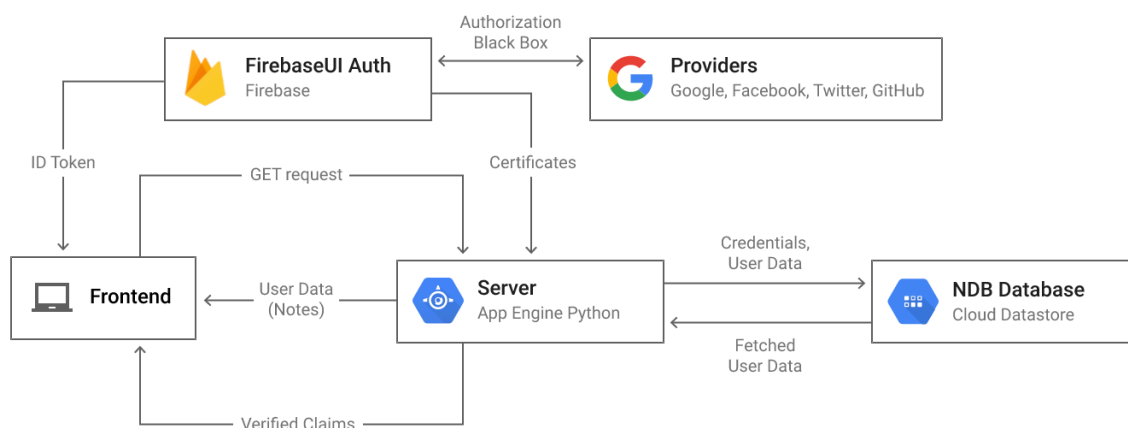 Authorization
Black Box
FirebaseUI Auth
Firebase
Providers
Google, Facebook, Twitter, GitHub
ID Token
Certificates
GET request
Credentials,
User Data
Frontend
User Data
(Notes)
Server
App Engine Python
NDB Database
Cloud Datastore
Fetched
User Data
Verified Claims